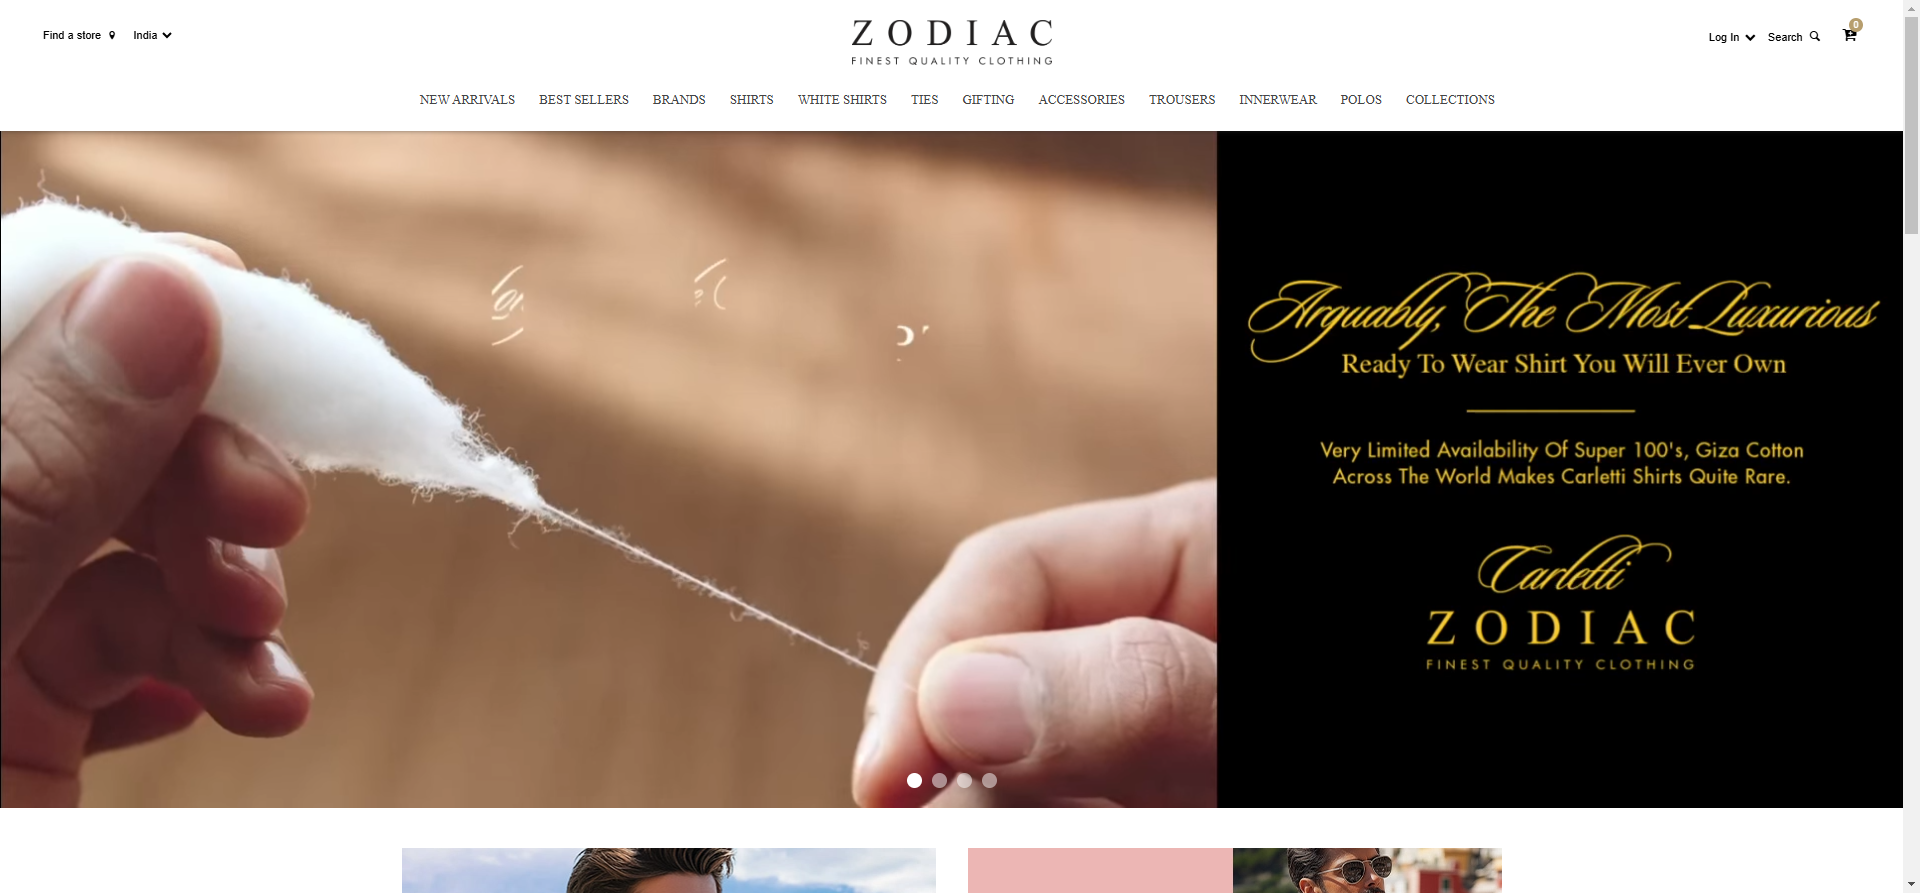 Find a store
India
ZODIAC
FINEST QUALITY CLOTHING
Log In
Search
0
NEW ARRIVALS
BEST SELLERS
BRANDS
SHIRTS
WHITE SHIRTS
TIES
GIFTING
ACCESSORIES
TROUSERS
INNERWEAR
POLOS
COLLECTIONS
Arguably, The Most Luxurious
Ready To Wear Shirt You Will Ever Own
Very Limited Availability Of Super 100's, Giza Cotton
Across The World Makes Carletti Shirts Quite Rare.
Carletti
ZODIAC
FINEST QUALITY CLOTHING